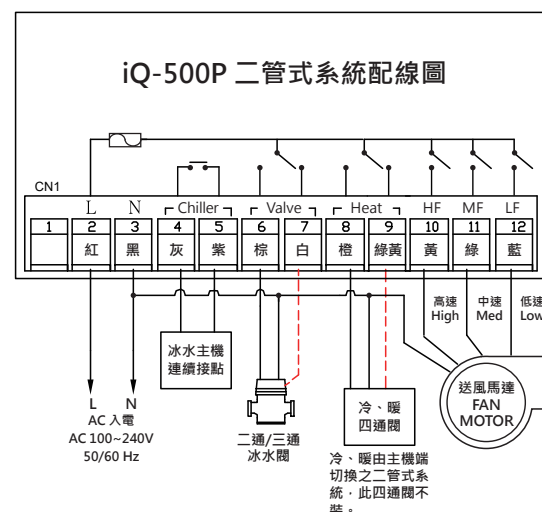 iQ-500P 二管式系統配線圖
CN1
L N Chiller Valve Heat HF MF LF
1 2 3 4 5 6 7 8 9 10 11 12
紅 黑 灰 紫 棕 白 橙 綠黃 黃 綠 藍
高速 中速 低速
High Med Low
冰水主機
連續接點
L N
AC 入電
AC 100~240V
50/60 Hz
二通/三通
冰水閥
冷、暖
四通閥
送風馬達
FAN
MOTOR
冷、暖由主機端
切換之二管式系
統，此四通閥不
裝。